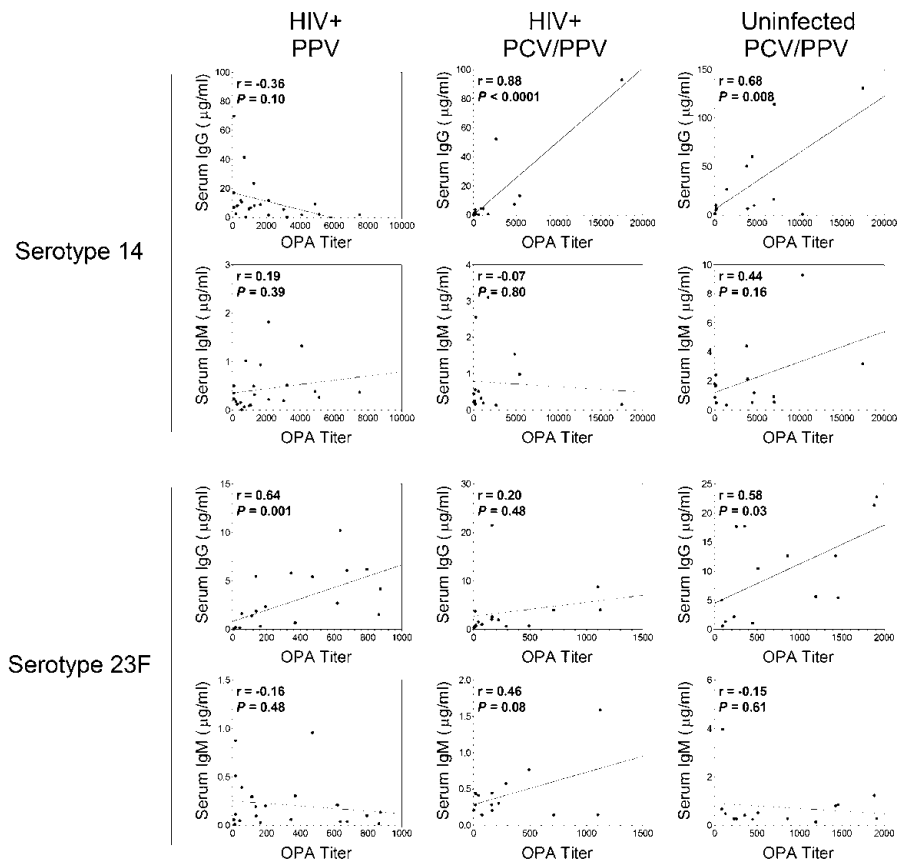 HIV+
PPV
HIV+
PCV/PPV
Uninfected
PCV/PPV
Serotype 14
Serum IgG ( µg/ml)
100
80
60
40
20
0
r = -0.36
P = 0.10
0 2000 4000 6000 8000 10000
OPA Titer
Serum IgG ( µg/ml)
100
80
60
40
20
0
r = 0.88
P < 0.0001
0 5000 10000 15000 20000
OPA Titer
Serum IgG ( µg/ml)
150
100
50
0
r = 0.68
P = 0.008
0 5000 10000 15000 20000
OPA Titer
Serum IgM ( µg/ml)
3
2
1
0
r = 0.19
P = 0.39
0 2000 4000 6000 8000 10000
OPA Titer
Serum IgM ( µg/ml)
4
3
2
1
0
r = -0.07
P = 0.80
0 5000 10000 15000 20000
OPA Titer
Serum IgM ( µg/ml)
10
8
6
4
2
0
r = 0.44
P = 0.16
0 5000 10000 15000 20000
OPA Titer
Serotype 23F
Serum IgG ( µg/ml)
15
10
5
0
r = 0.64
P = 0.001
0 200 400 600 800 1000
OPA Titer
Serum IgG ( µg/ml)
30
20
10
0
r = 0.20
P = 0.48
0 500 1000 1500
OPA Titer
Serum IgG ( µg/ml)
25
20
15
10
5
0
r = 0.58
P = 0.03
0 500 1000 1500 2000
OPA Titer
Serum IgM ( µg/ml)
1.5
1.0
0.5
0.0
r = -0.16
P = 0.48
0 200 400 600 800 1000
OPA Titer
Serum IgM ( µg/ml)
2.0
1.5
1.0
0.5
0.0
r = 0.46
P = 0.08
0 500 1000 1500
OPA Titer
Serum IgM ( µg/ml)
6
4
2
0
r = -0.15
P = 0.61
0 500 1000 1500 2000
OPA Titer